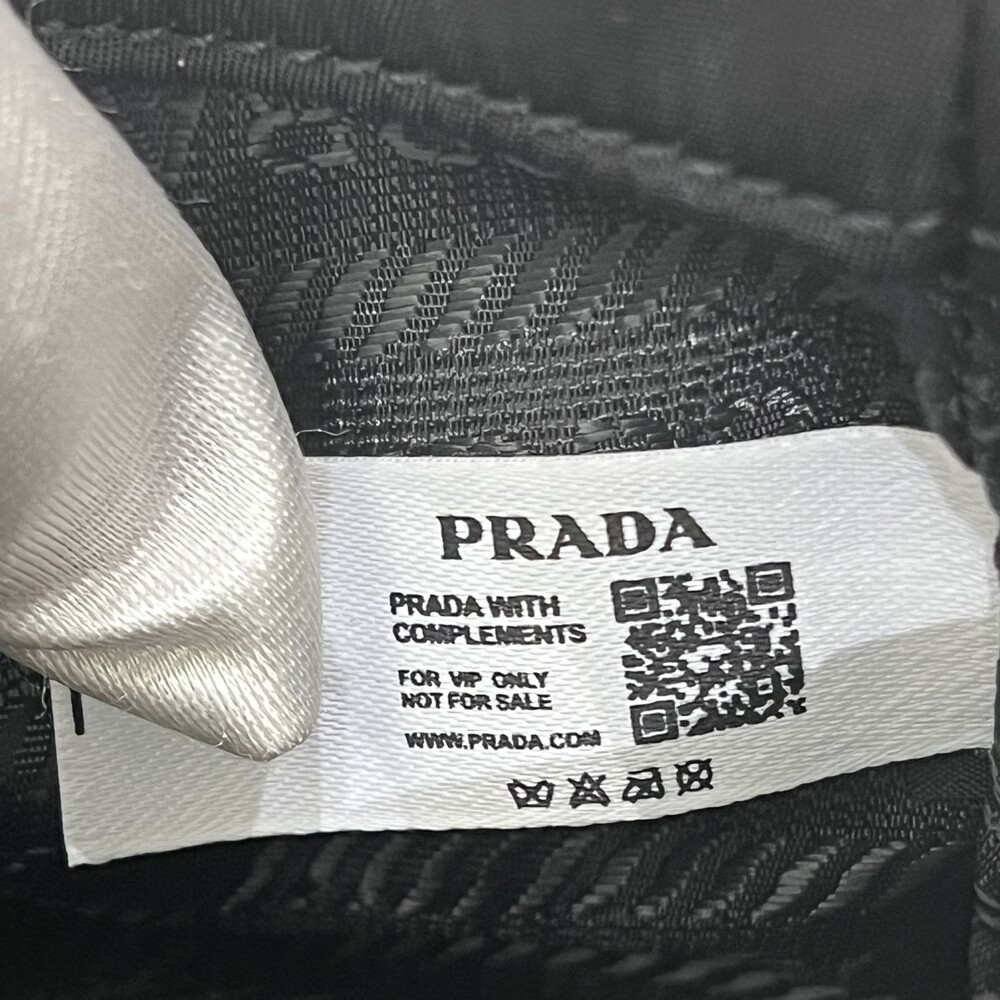 PRADA
PRADA WITH
COMPLEMENTS
FOR VIP ONLY
NOT FOR SALE
WWW.PRADA.COM